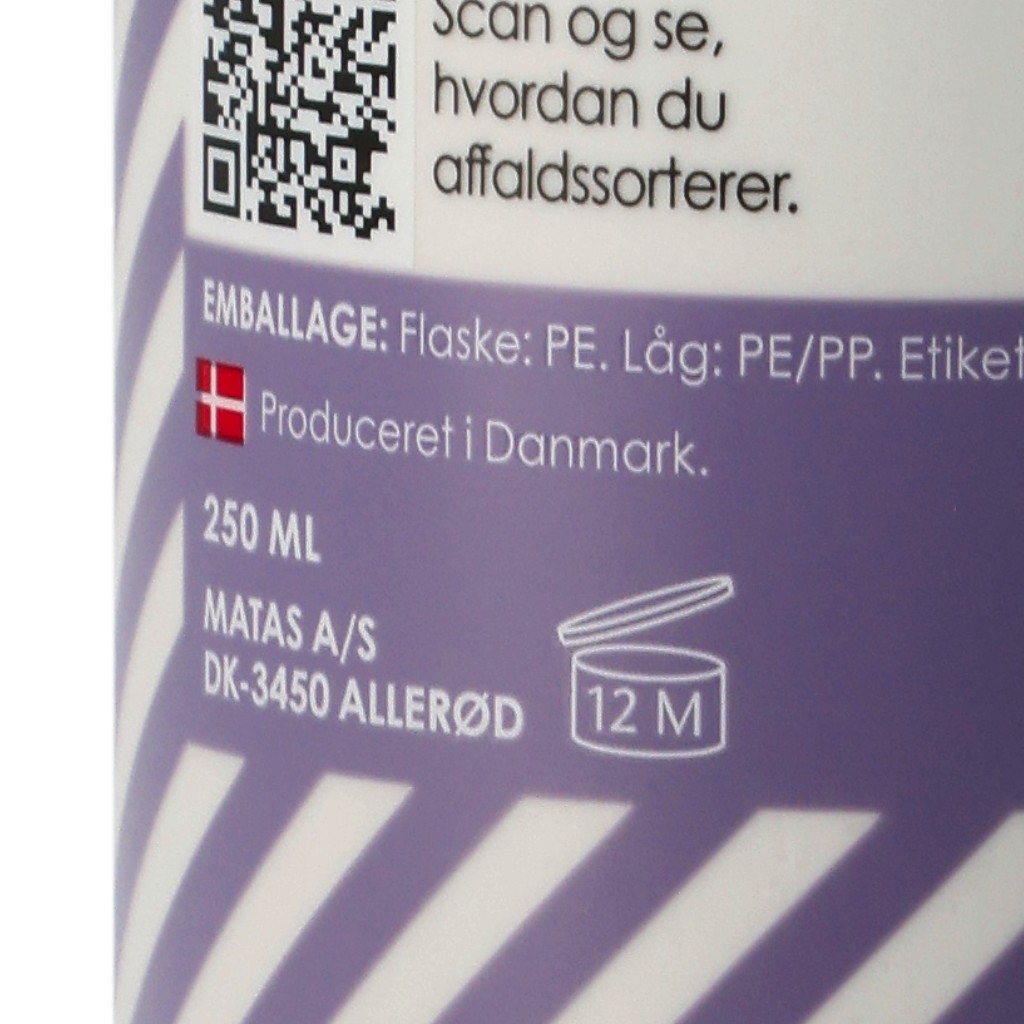 Scan og se,
hvordan du
affaldssorterer.
EMBALLAGE: Flaske: PE. Låg: PE/PP. Etiket
Produceret i Danmark.
250 ML
MATAS A/S
DK-3450 ALLERØD
12 M